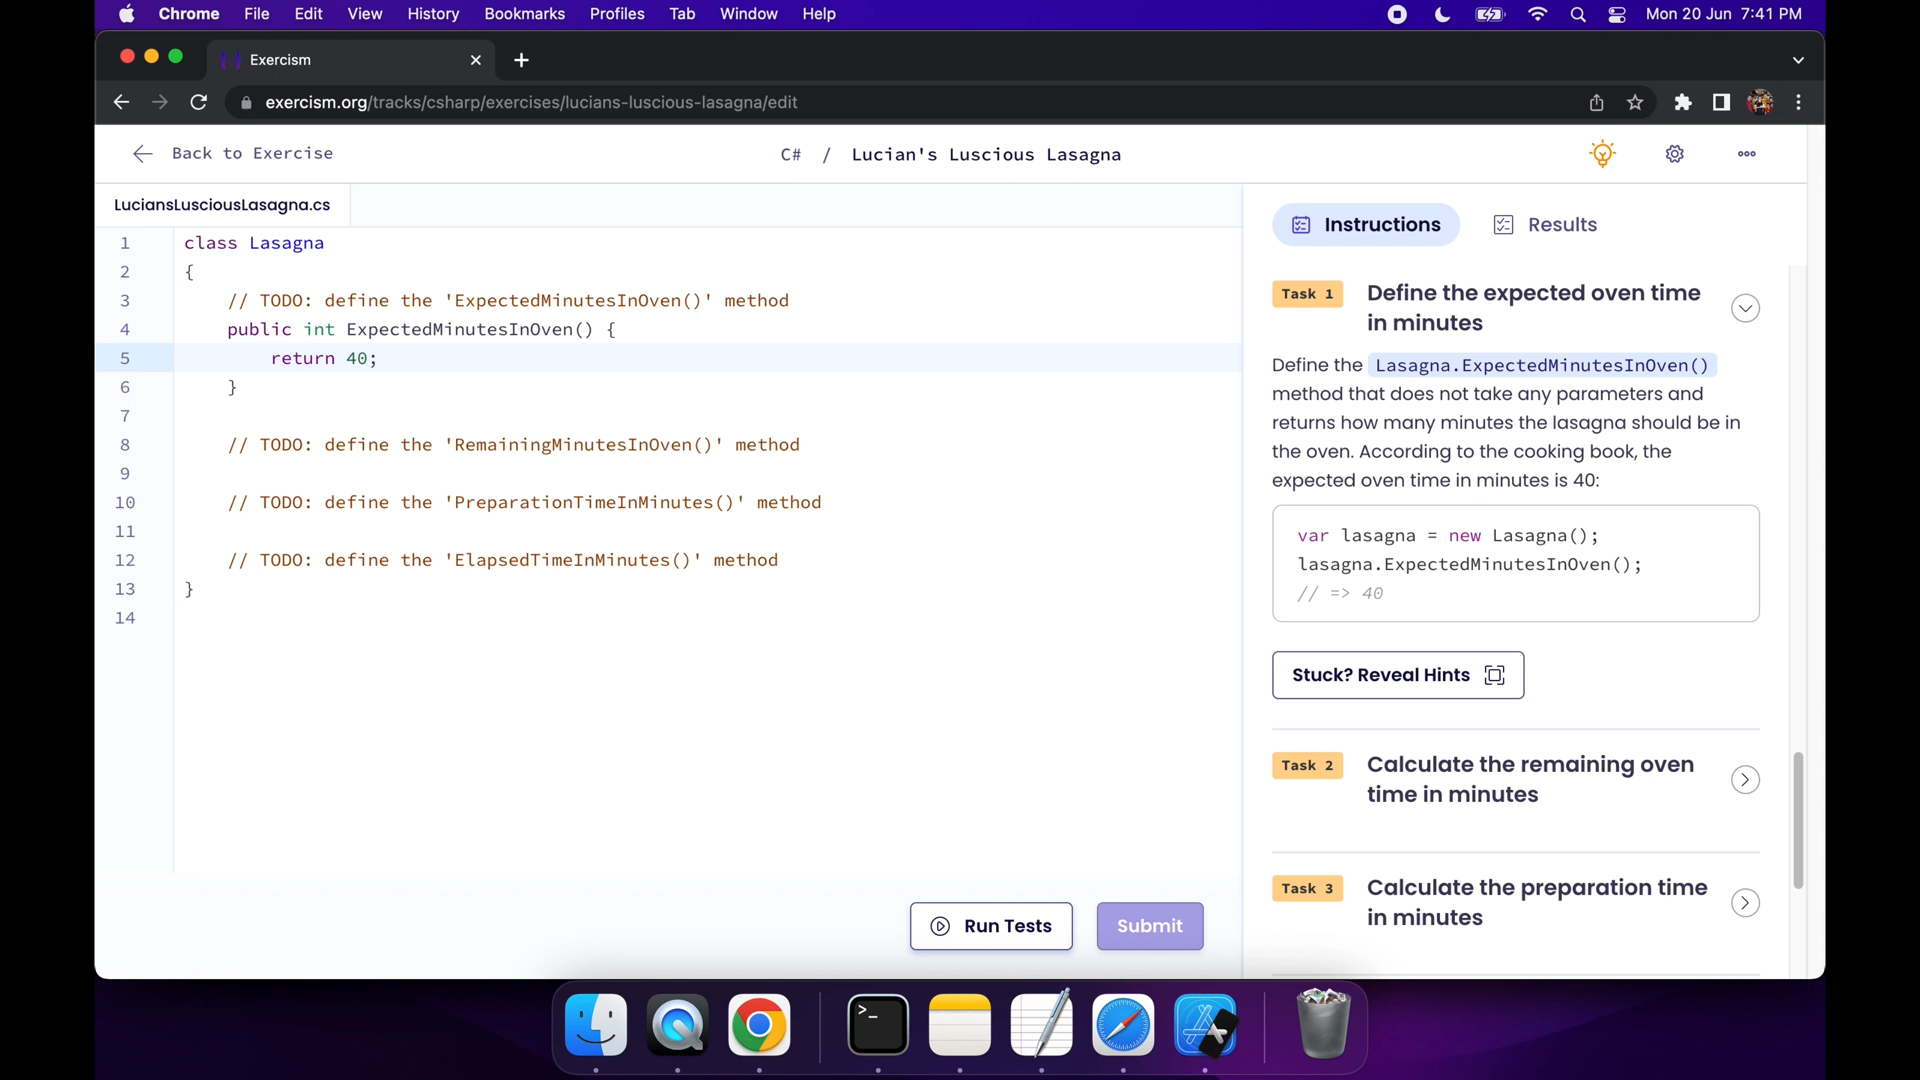 Chrome File Edit View History Bookmarks Profiles Tab Window Help Mon 20 Jun 7:41 PM
Exercism
exercism.org/tracks/csharp/exercises/lucians-luscious-lasagna/edit
Back to Exercise
C# / Lucian's Luscious Lasagna
LuciansLusciousLasagna.cs
1 class Lasagna
2 {
3 // TODO: define the 'ExpectedMinutesInOven()' method
4 public int ExpectedMinutesInOven() {
5 return 40;
6 }
7
8 // TODO: define the 'RemainingMinutesInOven()' method
9
10 // TODO: define the 'PreparationTimeInMinutes()' method
11
12 // TODO: define the 'ElapsedTimeInMinutes()' method
13 }
14
Run Tests
Submit
Instructions
Results
Task 1
Define the expected oven time
in minutes
Define the Lasagna.ExpectedMinutesInOven()
method that does not take any parameters and
returns how many minutes the lasagna should be in
the oven. According to the cooking book, the
expected oven time in minutes is 40:
var lasagna = new Lasagna();
lasagna.ExpectedMinutesInOven();
// => 40
Stuck? Reveal Hints
Task 2
Calculate the remaining oven
time in minutes
Task 3
Calculate the preparation time
in minutes
>_